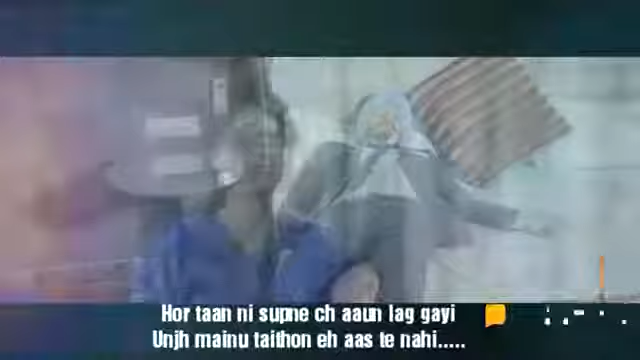 Hor taan ni supne ch aaun lag gayi
Unjh mainu taithon eh aas te nahi.....